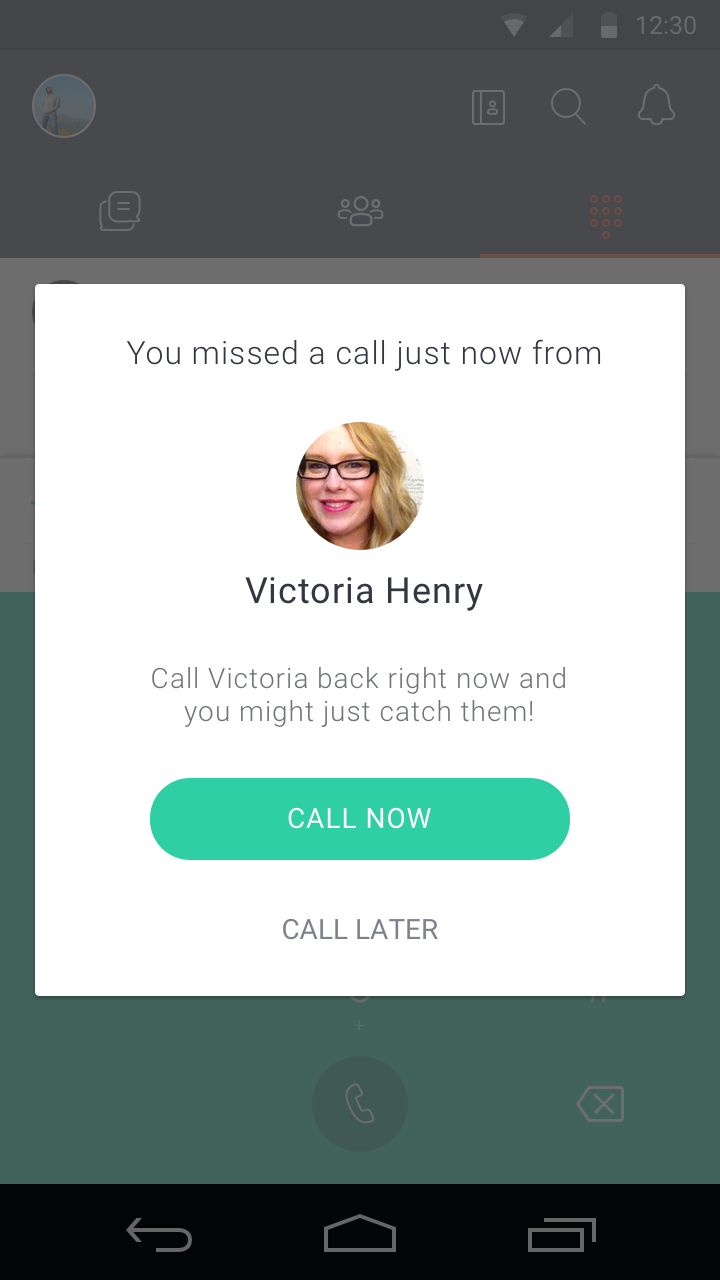 12:30
You missed a call just now from
Victoria Henry
Call Victoria back right now and
you might just catch them!
CALL NOW
CALL LATER
+